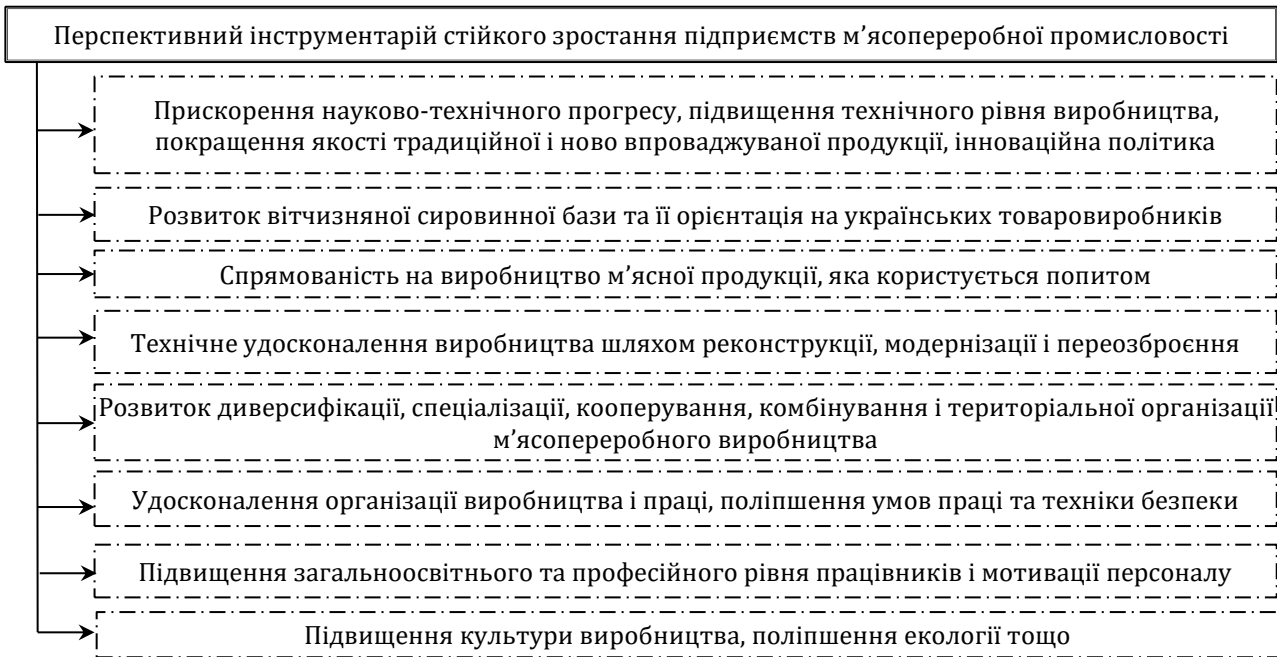 Перспективний інструментарій стійкого зростання підприємств м’ясопереробної промисловості
Прискорення науково-технічного прогресу, підвищення технічного рівня виробництва,
покращення якості традиційної і ново впроваджуваної продукції, інноваційна політика
Розвиток вітчизняної сировинної бази та її орієнтація на українських товаровиробників
Спрямованість на виробництво м’ясної продукції, яка користується попитом
Технічне удосконалення виробництва шляхом реконструкції, модернізації і переозброєння
Розвиток диверсифікації, спеціалізації, кооперування, комбінування і територіальної організації
м’ясопереробного виробництва
Удосконалення організації виробництва і праці, поліпшення умов праці та техніки безпеки
Підвищення загальноосвітнього та професійного рівня працівників і мотивації персоналу
Підвищення культури виробництва, поліпшення екології тощо